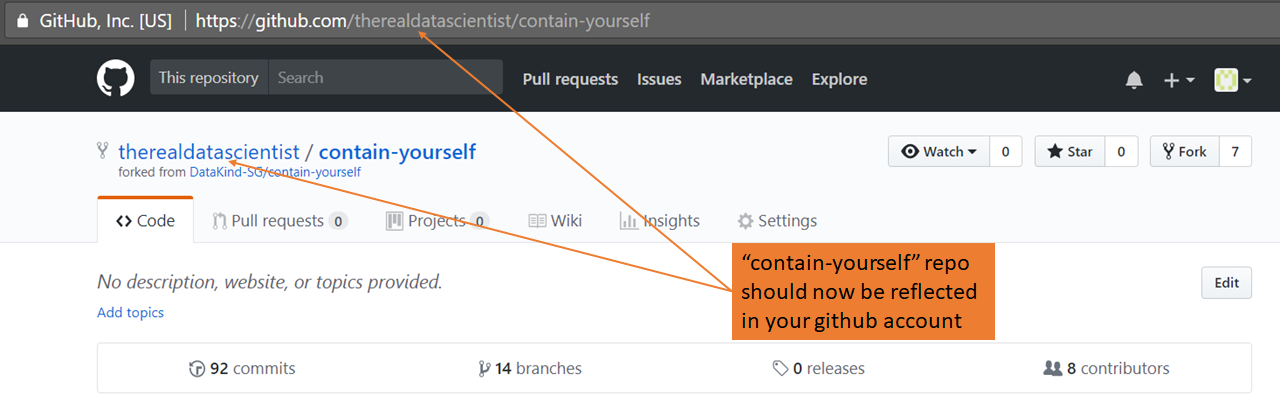 GitHub, Inc. [US] https://github.com/therealdatascientist/contain-yourself
This repository Search Pull requests Issues Marketplace Explore
therealdatascientist / contain-yourself Watch 0 Star 0 Fork 7
forked from DataKind-SG/contain-yourself
Code Pull requests 0 Projects 0 Wiki Insights Settings
“contain-yourself” repo
should now be reflected
in your github account
No description, website, or topics provided. Edit
Add topics
92 commits 14 branches 0 releases 8 contributors